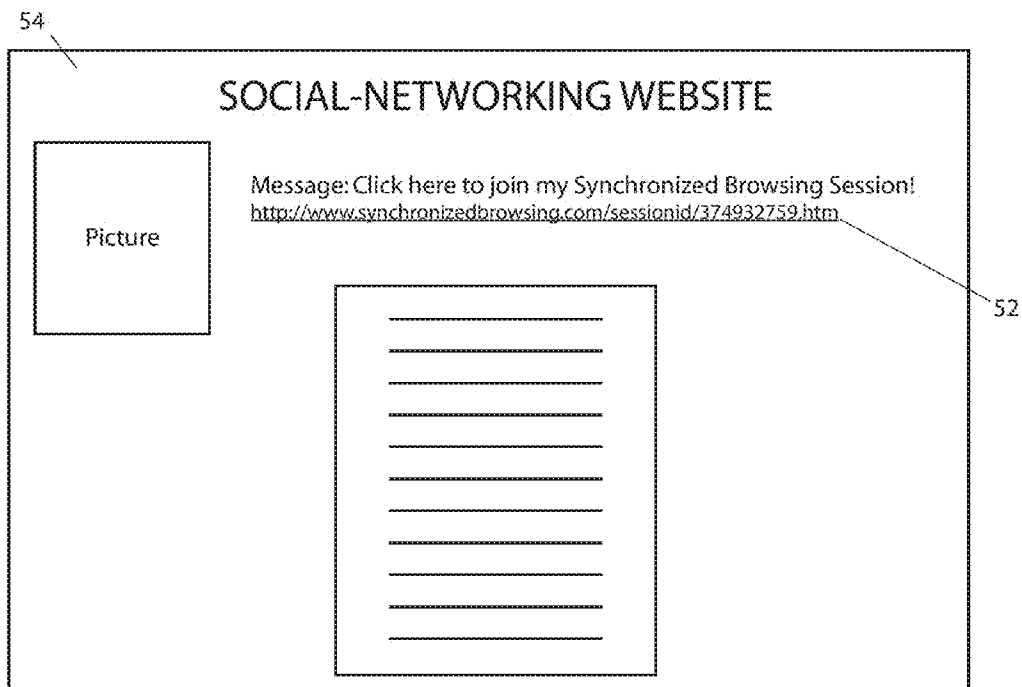 54
SOCIAL-NETWORKING WEBSITE
Message: Click here to join my Synchronized Browsing Session!
http://www.synchronizedbrowsing.com/sessionid/374932759.htm
Picture
52